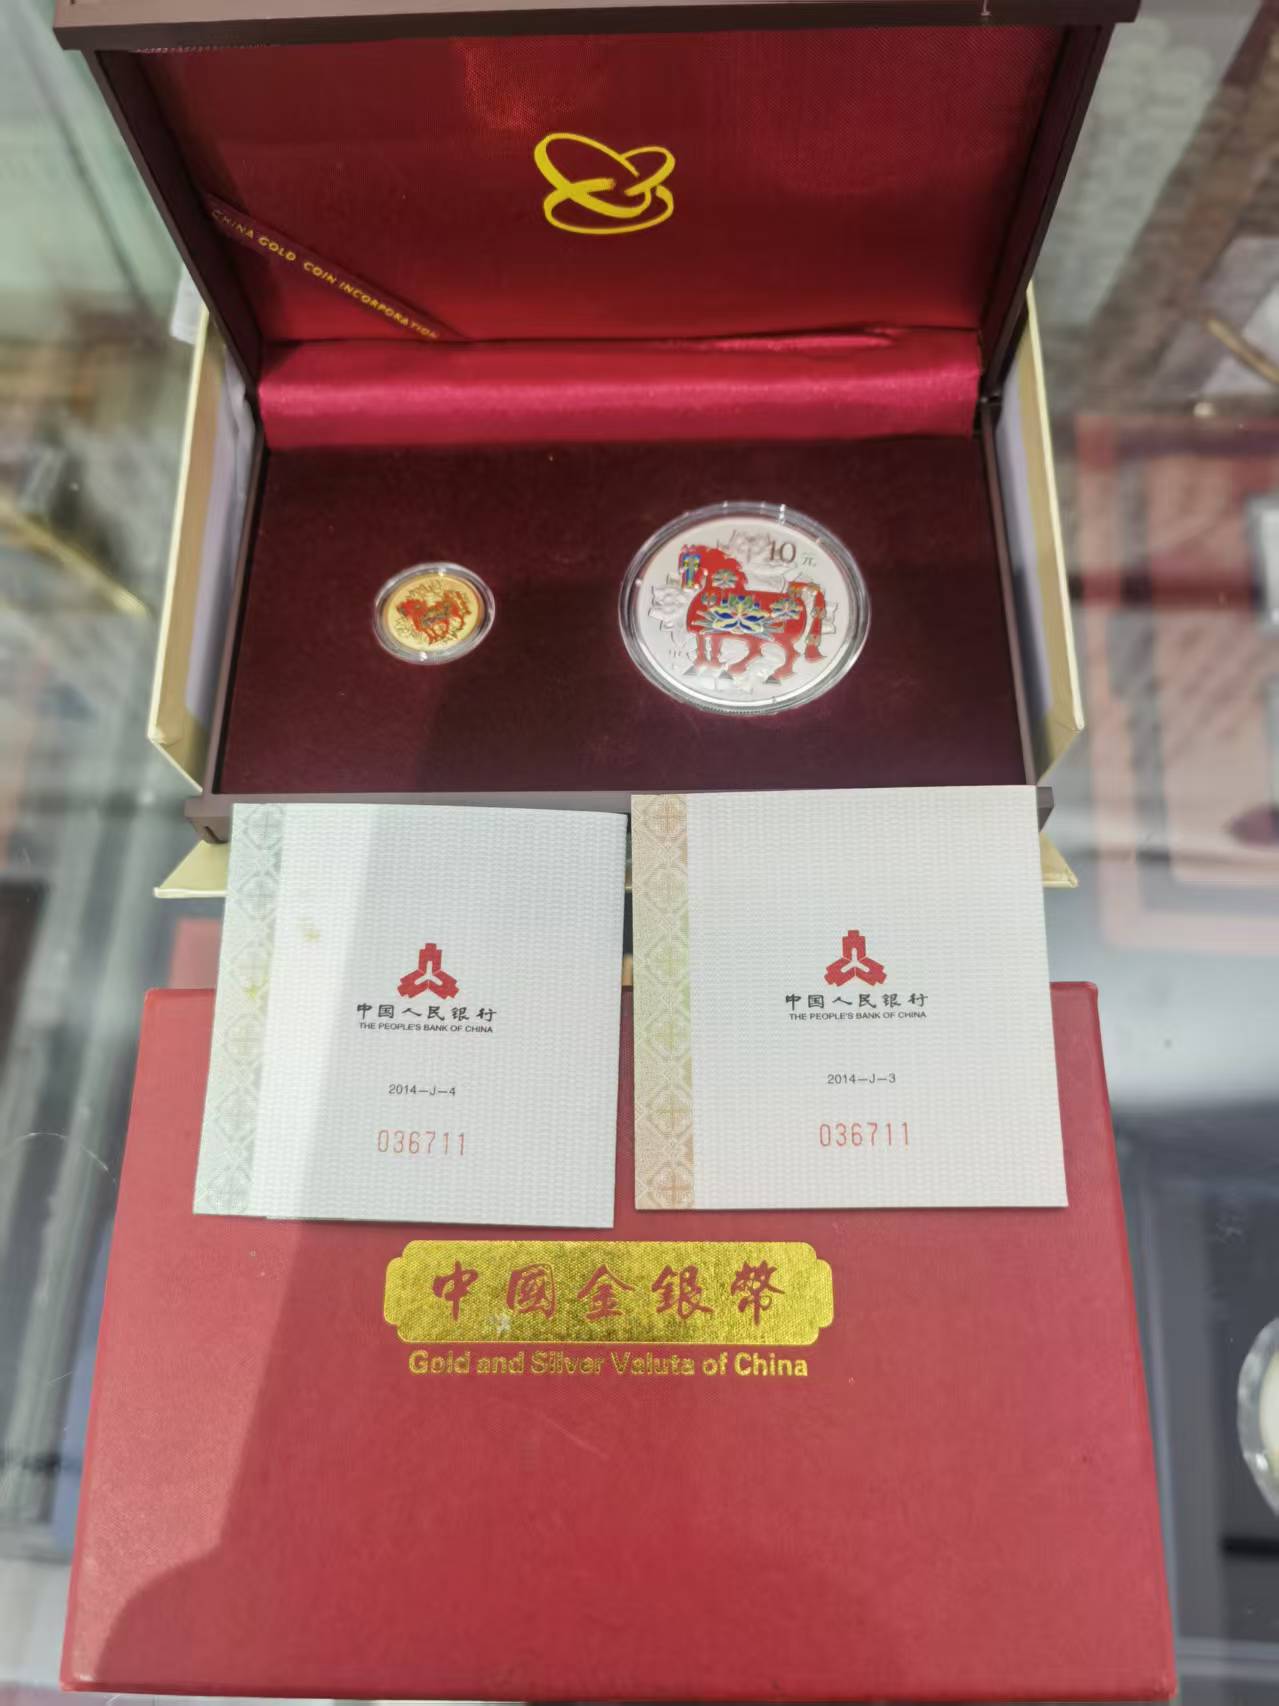 CHINA GOLD COIN INCORPORATION
10元
中国人民银行
THE PEOPLE'S BANK OF CHINA
2014-J-4
036711
中国人民银行
THE PEOPLE'S BANK OF CHINA
2014-J-3
036711
中國金銀幣
Gold and Silver Valuta of China